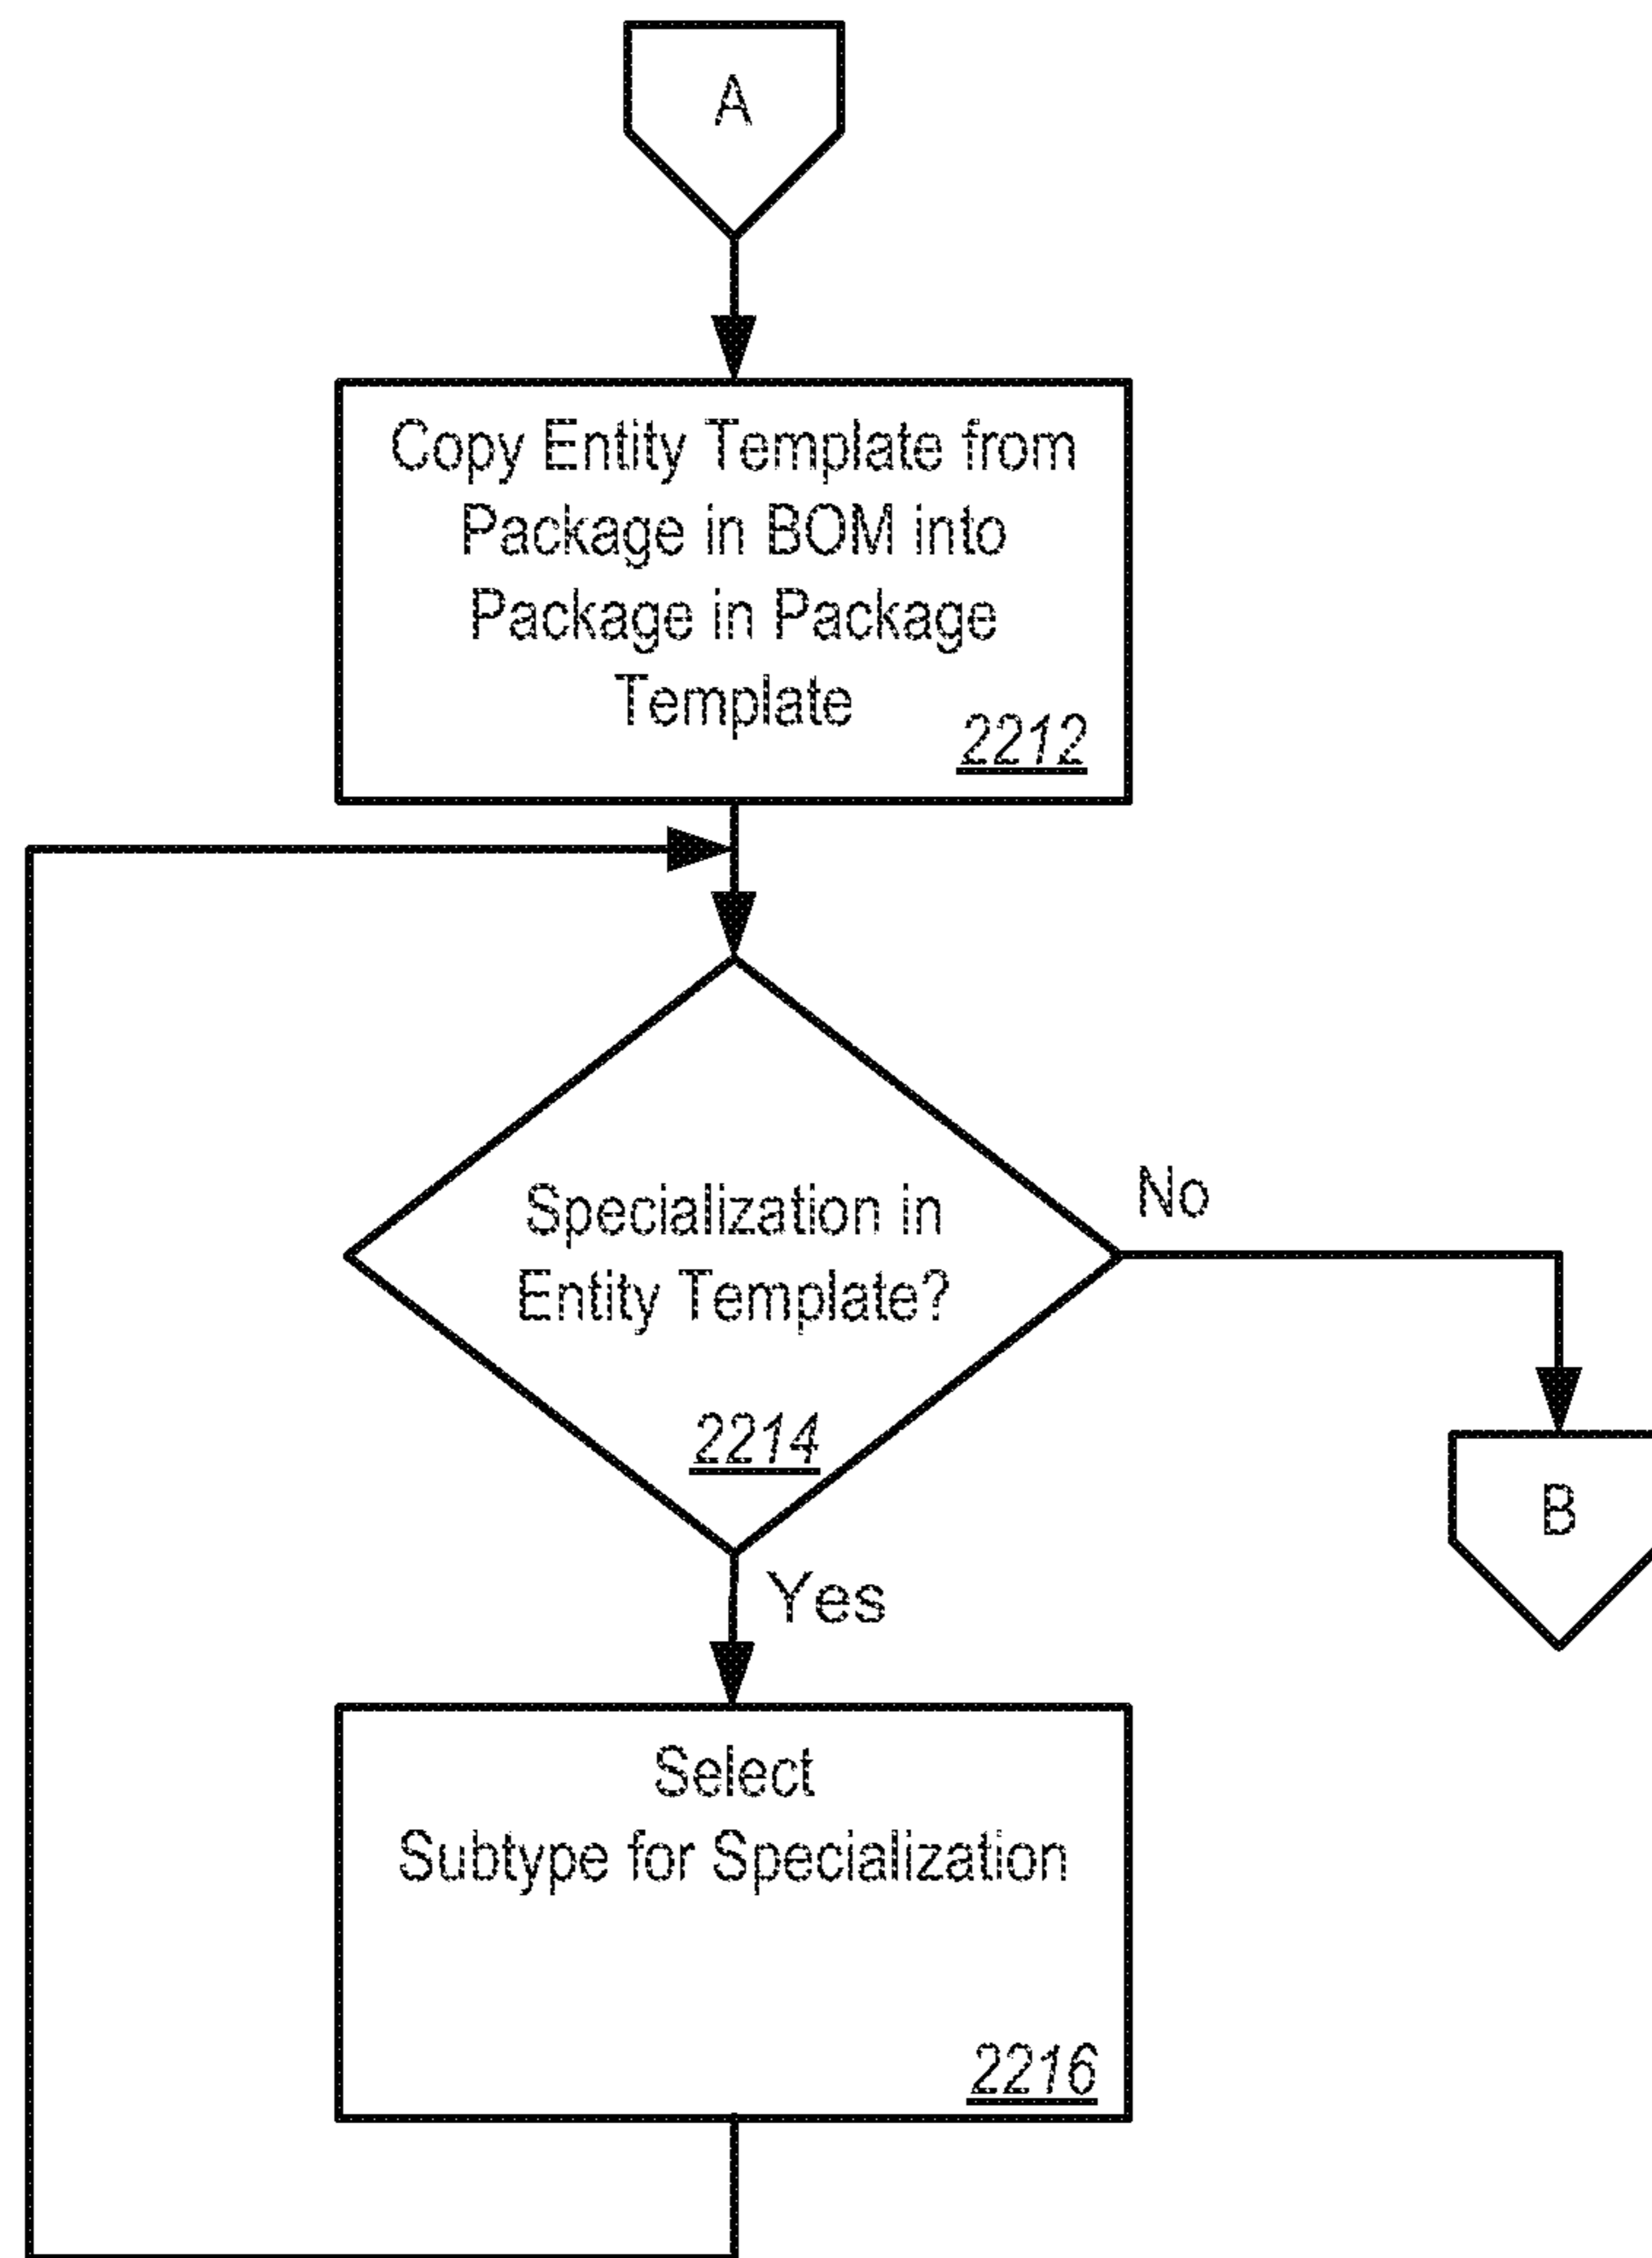 A
Copy Entity Template from
Package in BOM into
Package in Package
Template
2212
Specialization in
Entity Template?
2214
No
B
Yes
Select
Subtype for Specialization
2216